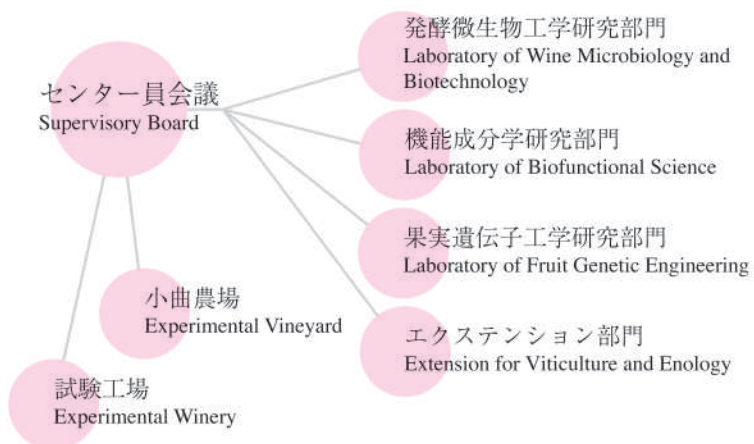 センター員会議
Supervisory Board
発酵微生物工学研究部門
Laboratory of Wine Microbiology and
Biotechnology
機能成分学研究部門
Laboratory of Biofunctional Science
果実遺伝子工学研究部門
Laboratory of Fruit Genetic Engineering
エクステンション部門
Extension for Viticulture and Enology
小曲農場
Experimental Vineyard
試験工場
Experimental Winery